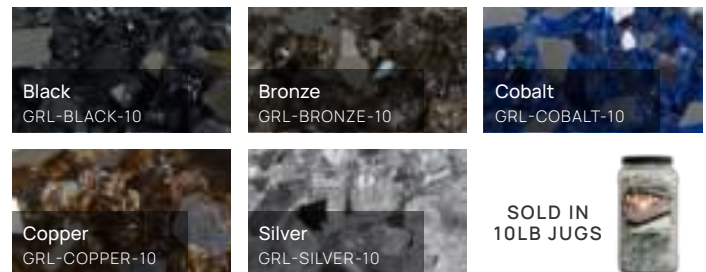 Black
GRL-BLACK-10
Bronze
GRL-BRONZE-10
Cobalt
GRL-COBALT-10
Copper
GRL-COPPER-10
Silver
GRL-SILVER-10
SOLD IN
10LB JUGS